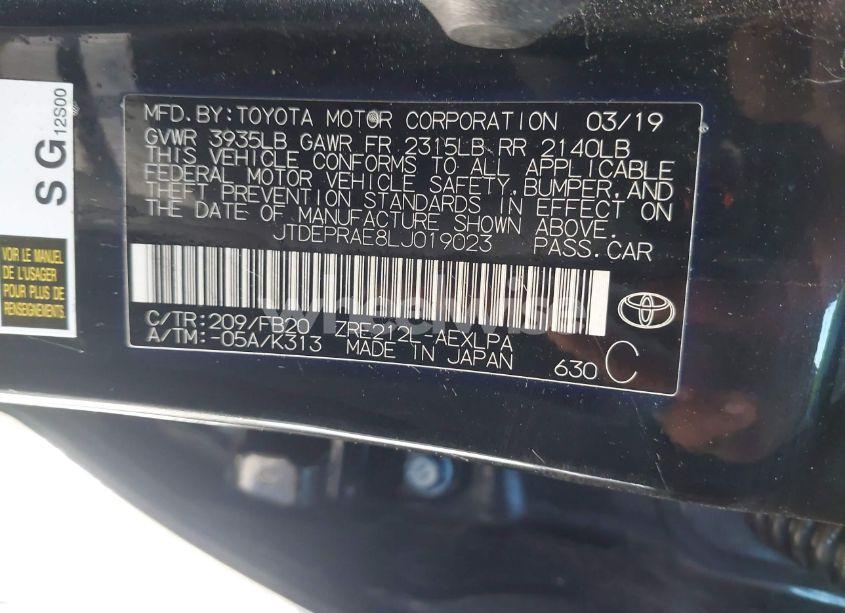 MFD.BY:TOYOTA MOTOR CORPORATION 03/19
GVWR 3935LB GAWR FR 2315LB RR 2140LB
THIS VEHICLE CONFORMS TO ALL APPLICABLE
FEDERAL MOTOR VEHICLE SAFETY, BUMPER, AND
THEFT PREVENTION STANDARDS IN EFFECT ON
THE DATE OF MANUFACTURE SHOWN ABOVE.
JTDEPRAE8LJ019023 PASS.CAR
C/TR:209/FB20 ZRE212L-AEXLPA
A/TM:-05A/K313 MADE IN JAPAN 630 C
SG
12S00
VOIR LE MANUEL
DE L'USAGER
POUR PLUS DE
RENSEIGNEMENTS
wheelwise